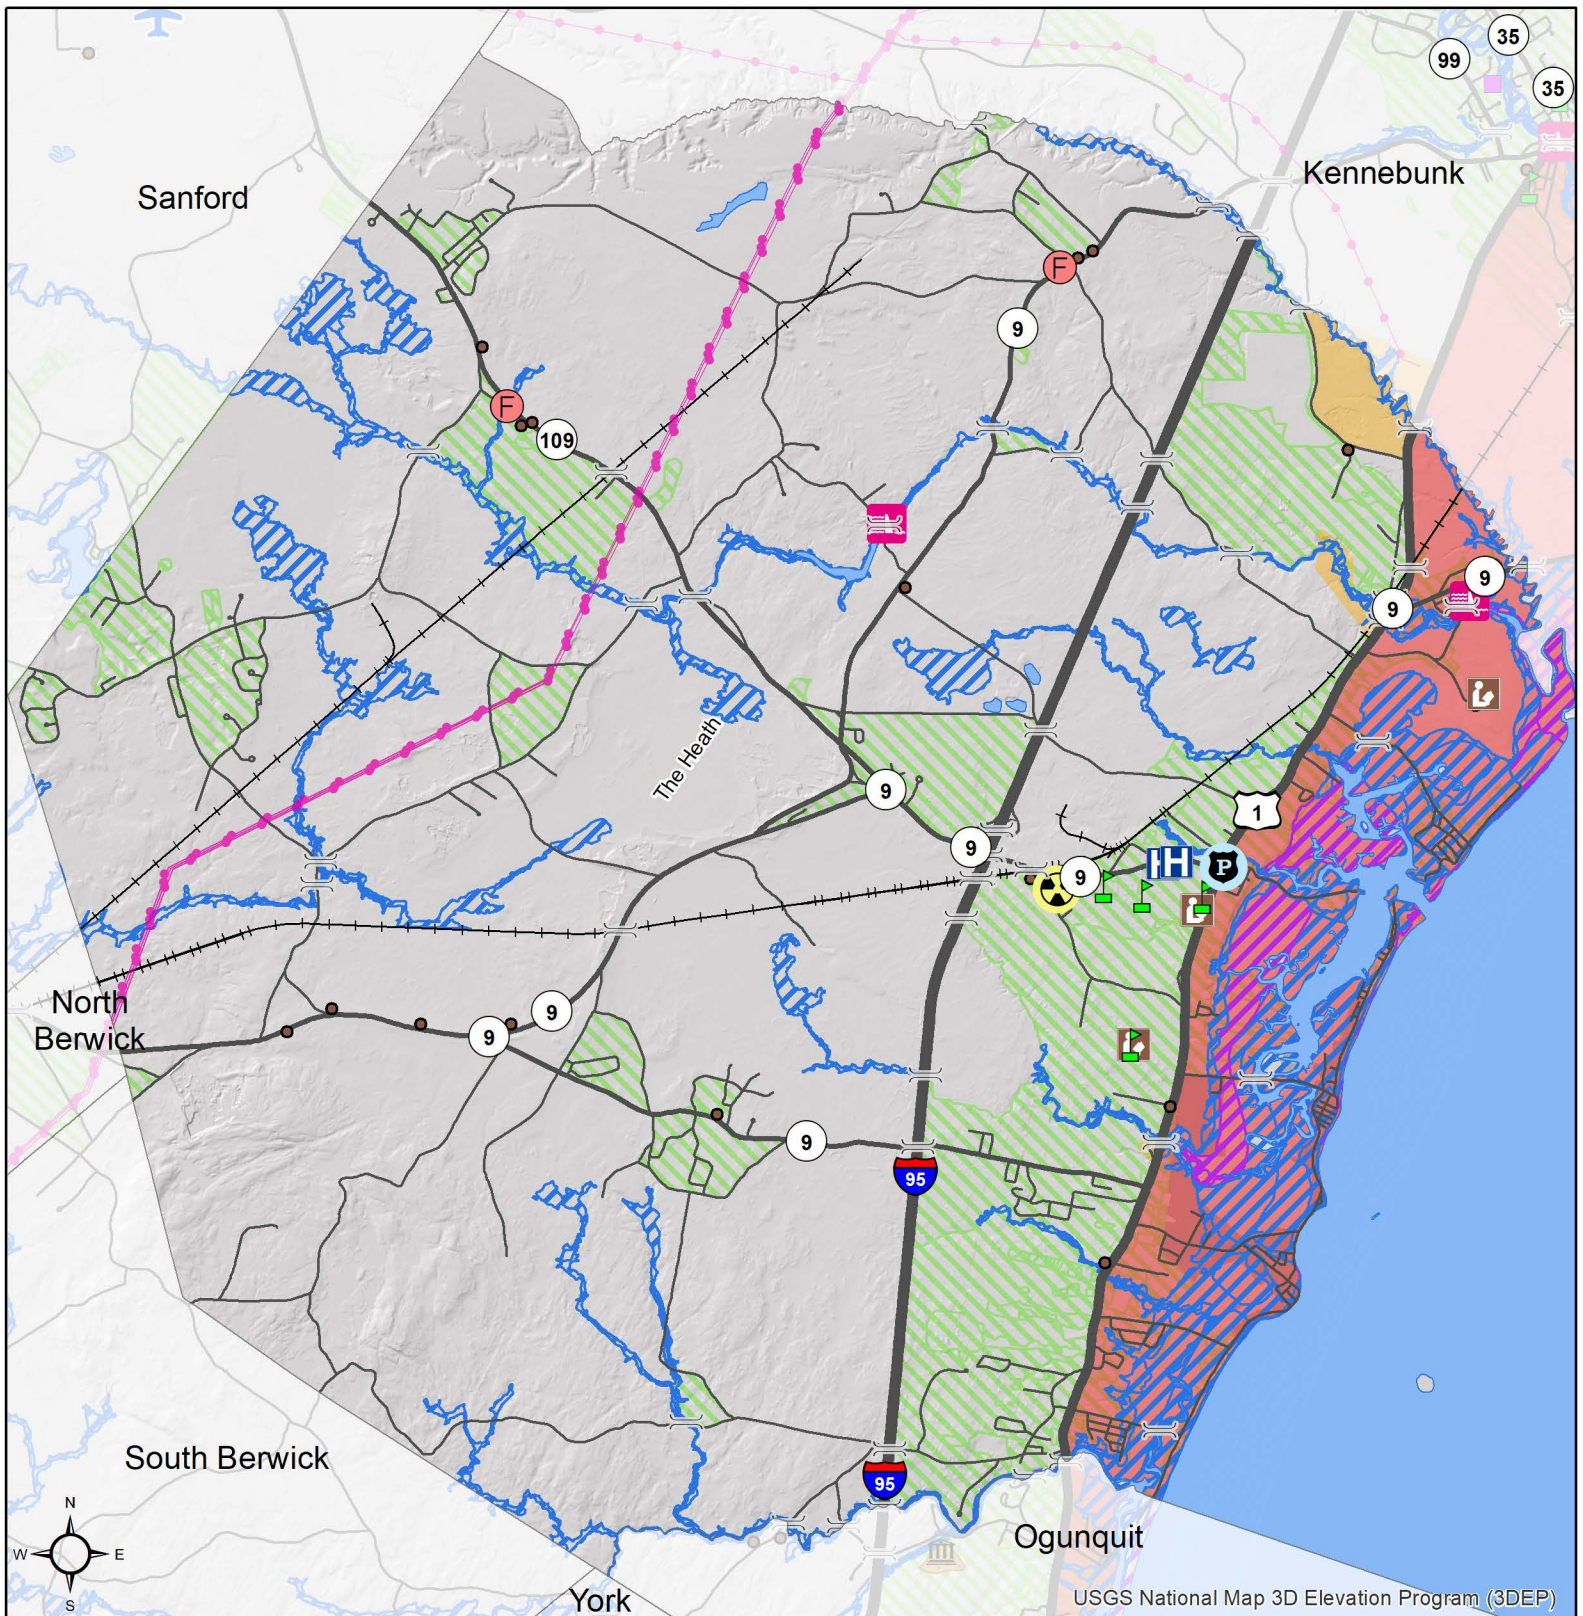 35
99
35
Kennebunk
Sanford
F
9
F
109
9
9
The Heath
9
1
9
H
P
9
North
Berwick
9
9
9
95
South Berwick
95
N
W
E
S
Ogunquit
York
USGS National Map 3D Elevation Program (3DEP)